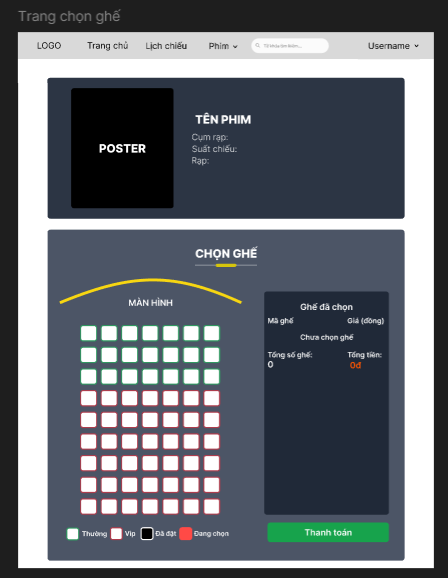 Trang chọn ghế
LOGO Trang chủ Lịch chiếu Phim Từ khóa tìm kiếm... Username
POSTER
TÊN PHIM
Cụm rạp:
Suất chiếu:
Rạp:
CHỌN GHẾ
MÀN HÌNH
Ghế đã chọn
Mã ghế Giá (đồng)
Chưa chọn ghế
Tổng số ghế: Tổng tiền:
0 0đ
Thường Vip Đã đặt Đang chọn
Thanh toán